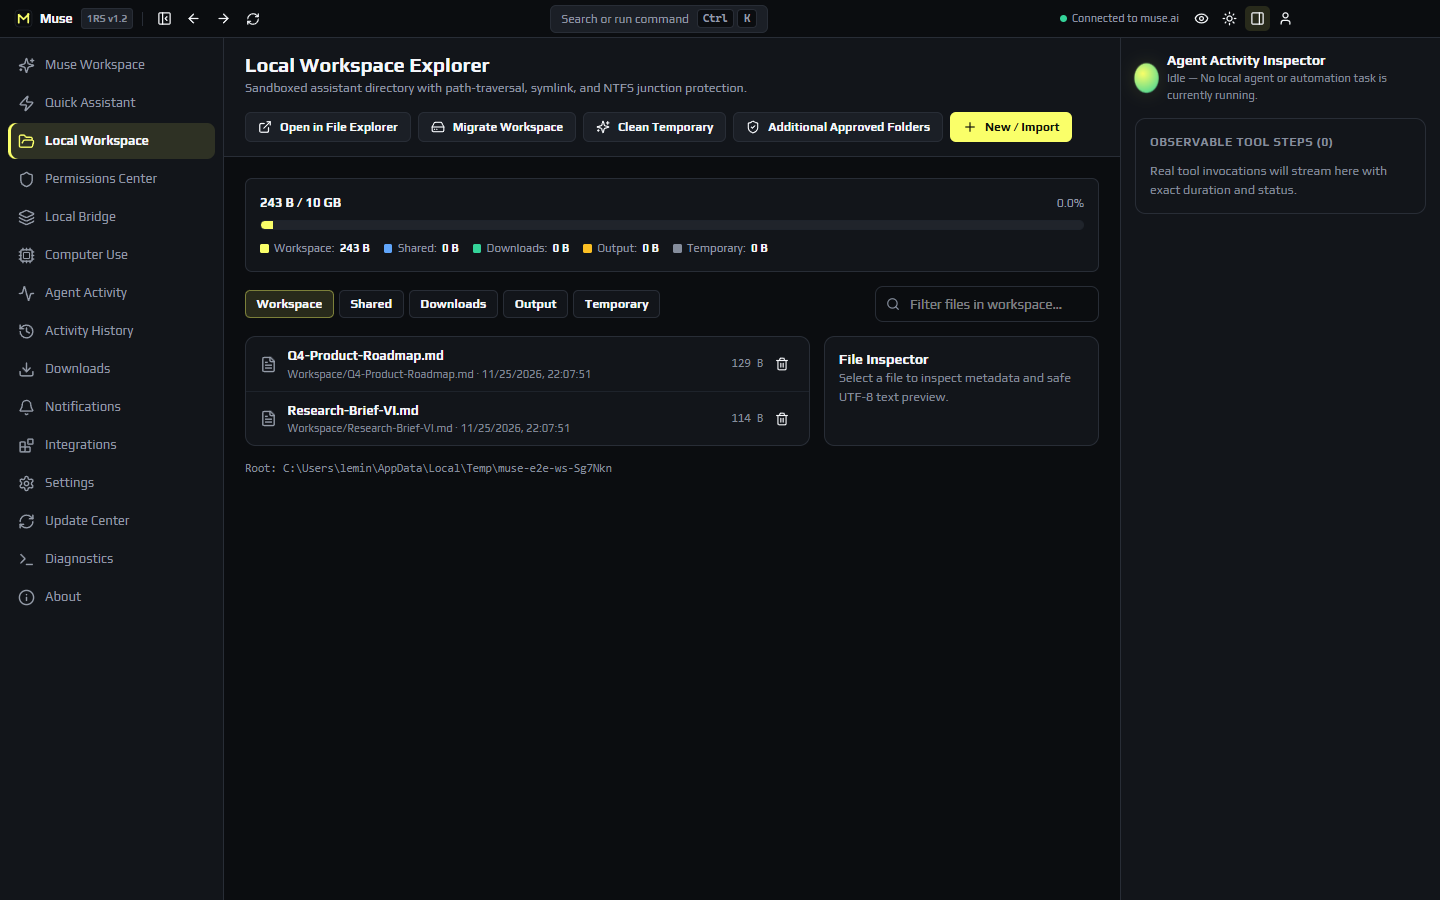 Muse 1RS v1.2
Search or run command Ctrl K
Connected to muse.ai
Muse Workspace
Quick Assistant
Local Workspace
Permissions Center
Local Bridge
Computer Use
Agent Activity
Activity History
Downloads
Notifications
Integrations
Settings
Update Center
Diagnostics
About
Local Workspace Explorer
Sandboxed assistant directory with path-traversal, symlink, and NTFS junction protection.
Open in File Explorer
Migrate Workspace
Clean Temporary
Additional Approved Folders
New / Import
243 B / 10 GB
0.0%
Workspace: 243 B
Shared: 0 B
Downloads: 0 B
Output: 0 B
Temporary: 0 B
Workspace
Shared
Downloads
Output
Temporary
Filter files in workspace...
Q4-Product-Roadmap.md
Workspace/Q4-Product-Roadmap.md · 11/25/2026, 22:07:51
129 B
Research-Brief-VI.md
Workspace/Research-Brief-VI.md · 11/25/2026, 22:07:51
114 B
File Inspector
Select a file to inspect metadata and safe
UTF-8 text preview.
Root: C:\Users\lemin\AppData\Local\Temp\muse-e2e-ws-Sg7Nkn
Agent Activity Inspector
Idle — No local agent or automation task is
currently running.
OBSERVABLE TOOL STEPS (0)
Real tool invocations will stream here with
exact duration and status.